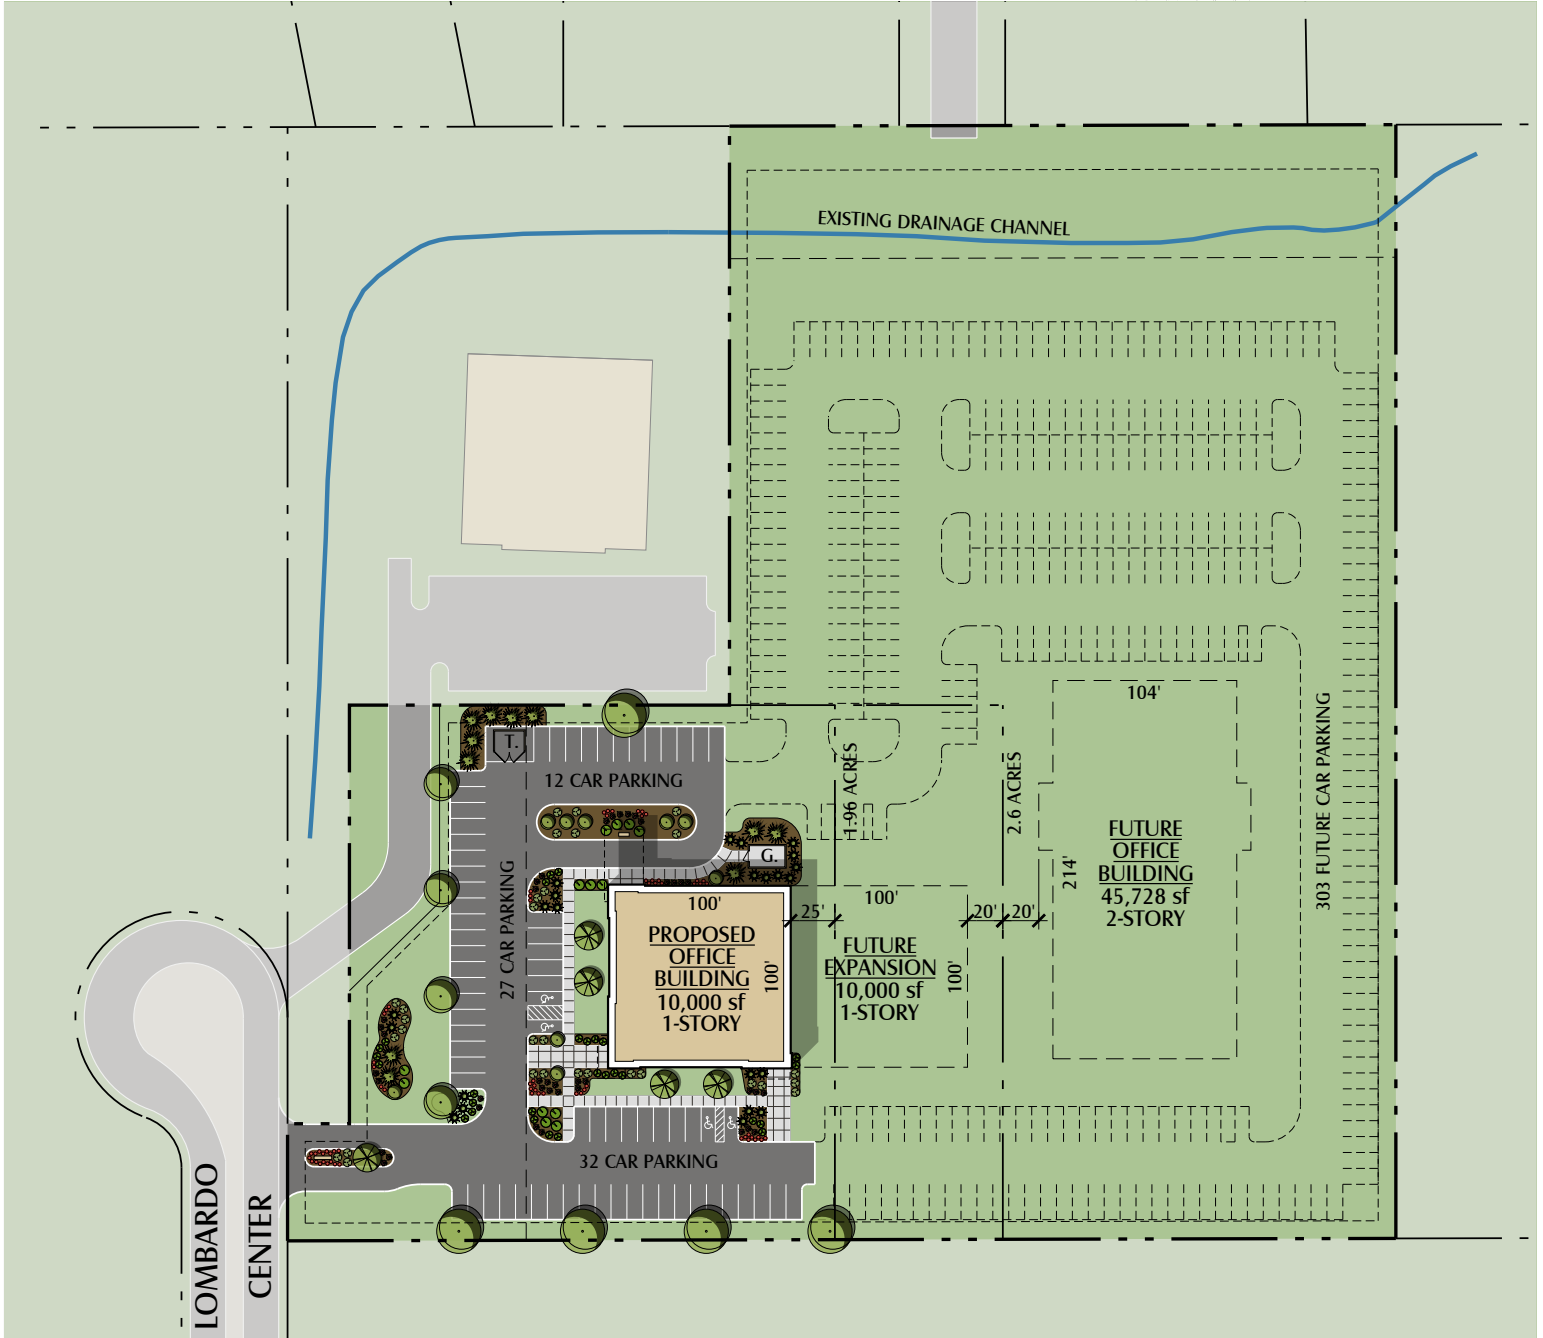 EXISTING DRAINAGE CHANNEL
T.
12 CAR PARKING
27 CAR PARKING
G.
1.96 ACRES
2.6 ACRES
104'
214'
FUTURE
OFFICE
BUILDING
45,728 sf
2-STORY
303 FUTURE CAR PARKING
100'
PROPOSED
OFFICE
BUILDING
10,000 sf
1-STORY
100'
25'
100'
20'
20'
FUTURE
EXPANSION
10,000 sf
1-STORY
100'
32 CAR PARKING
LOMBARDO
CENTER